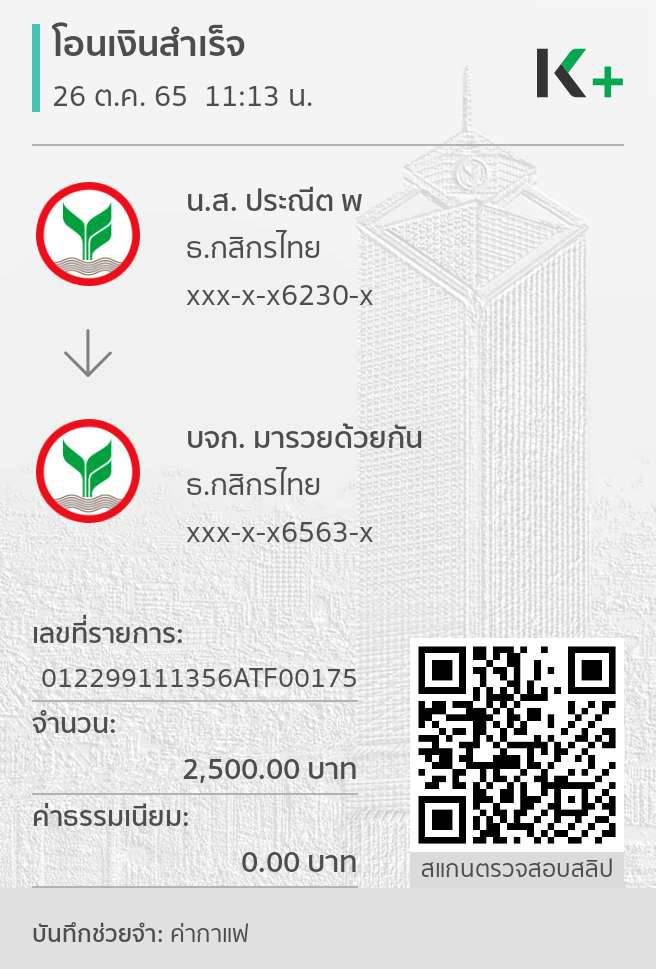 โอนเงินสำเร็จ
26 ต.ค. 65 11:13 น.
K+
น.ส. ประณีต พ
ธ.กสิกรไทย
xxx-x-x6230-x
บจก. มารวยด้วยกัน
ธ.กสิกรไทย
xxx-x-x6563-x
เลขที่รายการ:
012299111356ATF00175
จำนวน:
2,500.00 บาท
ค่าธรรมเนียม:
0.00 บาท
สแกนตรวจสอบสลิป
บันทึกช่วยจำ: ค่ากาแฟ